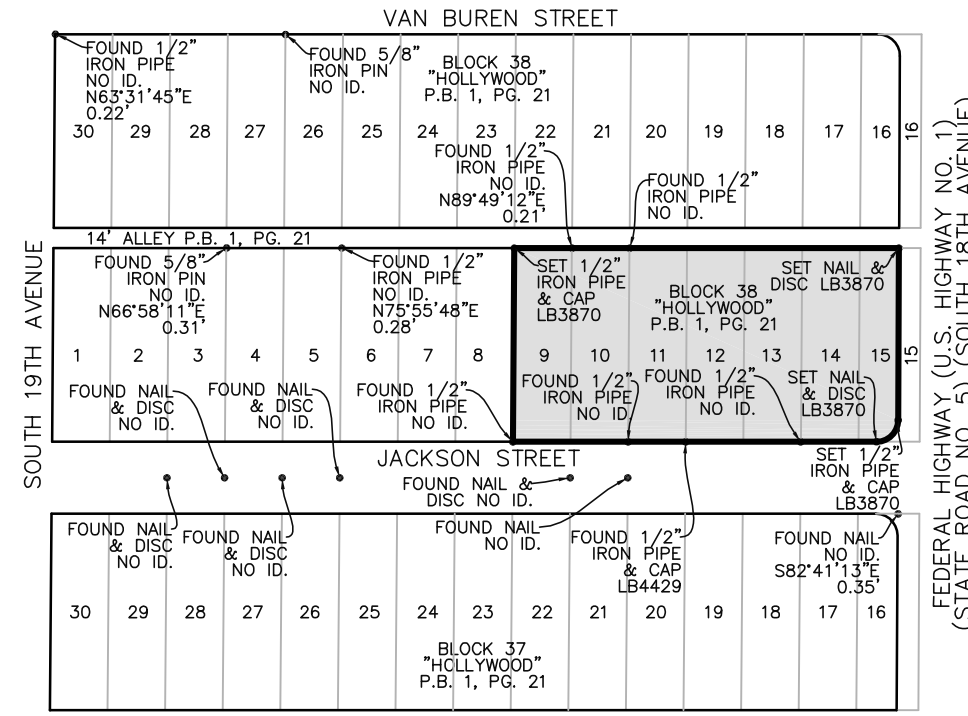 VAN BUREN STREET
FOUND 1/2"
IRON PIPE
NO ID.
N63°31'45"E
0.22'
FOUND 5/8"
IRON PIN
NO ID.
BLOCK 38
"HOLLYWOOD"
P.B. 1, PG. 21
30 29 28 27 26 25 24 23 22 21 20 19 18 17 16
16
FOUND 1/2"
IRON PIPE
NO ID.
N89°49'12"E
0.21'
FOUND 1/2"
IRON PIPE
NO ID.
14' ALLEY P.B. 1, PG. 21
FOUND 5/8"
IRON PIN
NO ID.
N66°58'11"E
0.31'
FOUND 1/2"
IRON PIPE
NO ID.
N75°55'48"E
0.28'
SET 1/2"
IRON PIPE
& CAP
LB3870
BLOCK 38
"HOLLYWOOD"
P.B. 1, PG. 21
SET NAIL &
DISC LB3870
1 2 3 4 5 6 7 8 9 10 11 12 13 14 15
15
FOUND NAIL
& DISC
NO ID.
FOUND NAIL
& DISC
NO ID.
FOUND 1/2"
IRON PIPE
NO ID.
FOUND 1/2"
IRON PIPE
NO ID.
FOUND 1/2"
IRON PIPE
NO ID.
SET NAIL
& DISC
LB3870
SOUTH 19TH AVENUE
FEDERAL HIGHWAY (U.S. HIGHWAY NO. 1)
(STATE ROAD NO. 5) (SOUTH 18TH AVENUE)
JACKSON STREET
FOUND NAIL &
DISC NO ID.
SET 1/2"
IRON PIPE
& CAP
LB3870
FOUND NAIL
& DISC
NO ID.
FOUND NAIL
& DISC
NO ID.
FOUND NAIL
NO ID.
FOUND 1/2"
IRON PIPE
& CAP
LB4429
FOUND NAIL
NO ID.
S82°41'13"E
0.35'
30 29 28 27 26 25 24 23 22 21 20 19 18 17 16
BLOCK 37
"HOLLYWOOD"
P.B. 1, PG. 21